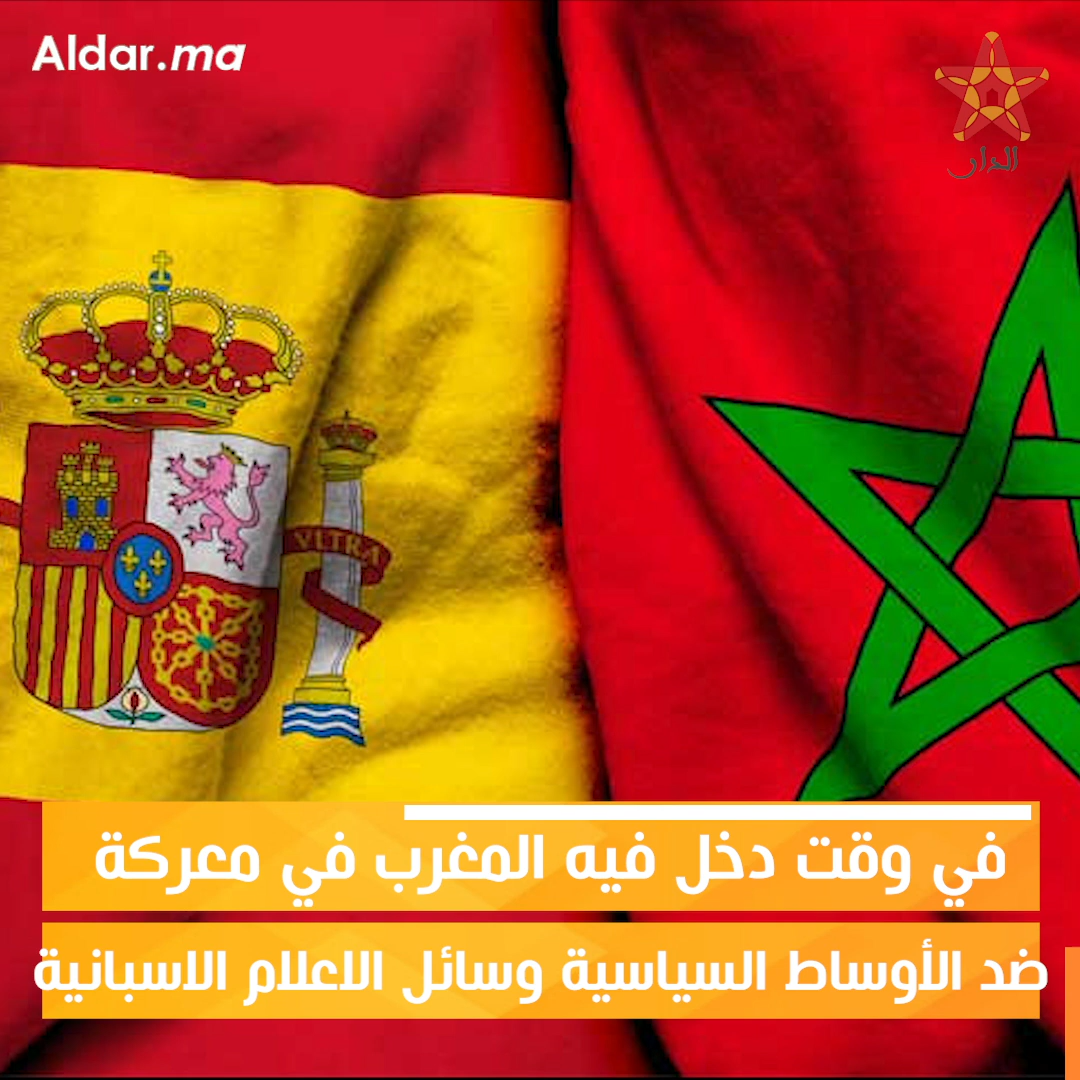 Aldar.ma
الدار
VLTRA
في وقت دخل فيه المغرب في معركة
ضد الأوساط السياسية وسائل الاعلام الاسبانية